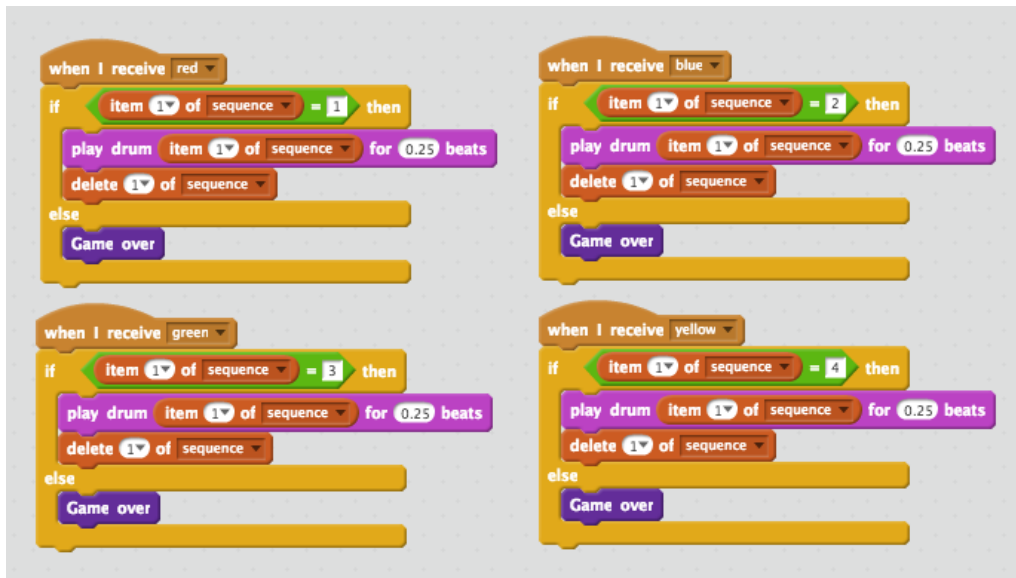 when I receive red
if item 1 of sequence = 1 then
play drum item 1 of sequence for 0.25 beats
delete 1 of sequence
else
Game over
when I receive blue
if item 1 of sequence = 2 then
play drum item 1 of sequence for 0.25 beats
delete 1 of sequence
else
Game over
when I receive green
if item 1 of sequence = 3 then
play drum item 1 of sequence for 0.25 beats
delete 1 of sequence
else
Game over
when I receive yellow
if item 1 of sequence = 4 then
play drum item 1 of sequence for 0.25 beats
delete 1 of sequence
else
Game over